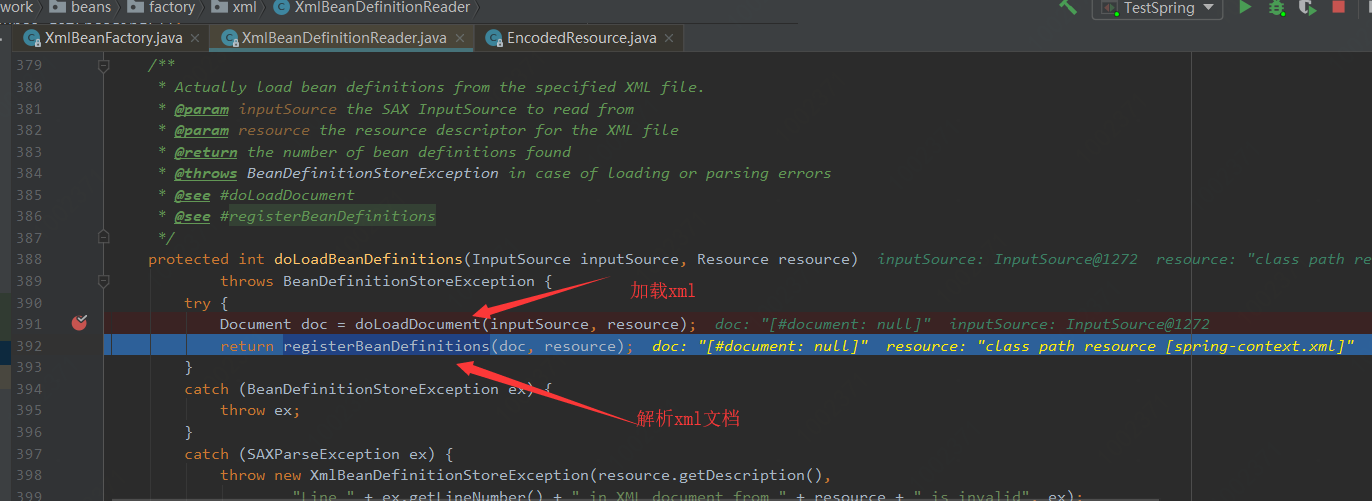 work beans factory xml XmlBeanDefinitionReader
TestSpring
XmlBeanFactory.java XmlBeanDefinitionReader.java EncodedResource.java
379 /**
380 * Actually load bean definitions from the specified XML file.
381 * @param inputSource the SAX InputSource to read from
382 * @param resource the resource descriptor for the XML file
383 * @return the number of bean definitions found
384 * @throws BeanDefinitionStoreException in case of loading or parsing errors
385 * @see #doLoadDocument
386 * @see #registerBeanDefinitions
387 */
388 protected int doLoadBeanDefinitions(InputSource inputSource, Resource resource) inputSource: InputSource@1272 resource: "class path re
389 throws BeanDefinitionStoreException {
加载xml
390 try {
391 Document doc = doLoadDocument(inputSource, resource); doc: "[#document: null]" inputSource: InputSource@1272
392 return registerBeanDefinitions(doc, resource); doc: "[#document: null]" resource: "class path resource [spring-context.xml]"
393 }
394 catch (BeanDefinitionStoreException ex) {
395 throw ex;
解析xml文档
396 }
397 catch (SAXParseException ex) {
398 throw new XmlBeanDefinitionStoreException(resource.getDescription(),
399 "Line " + ex.getLineNumber() + " in XML document from " + resource + " is invalid", ex);